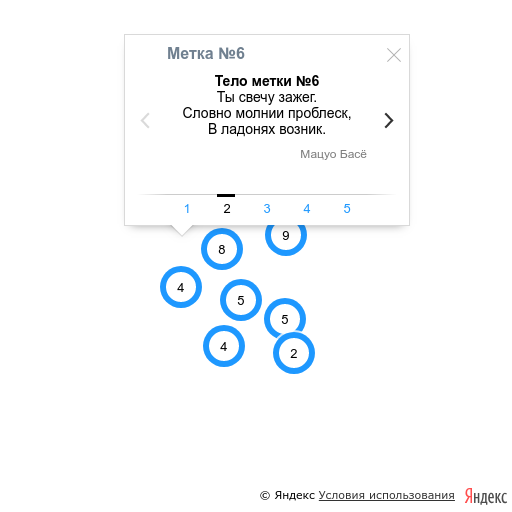 Метка №6
Тело метки №6
Ты свечу зажег.
Словно молнии проблеск,
В ладонях возник.
Мацуо Басё
1 2 3 4 5
9
8
4
5
5
4
2
© Яндекс Условия использования Яндекс